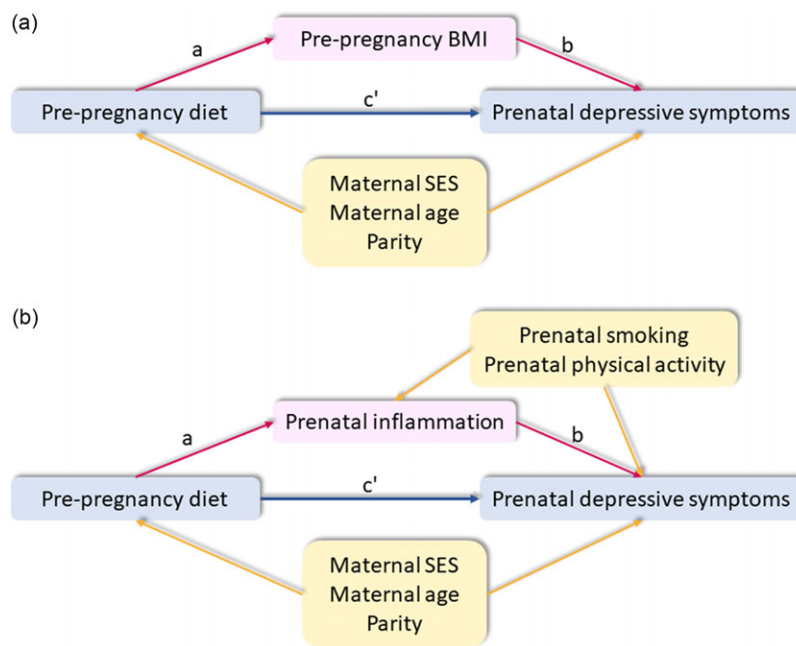 (a)
Pre-pregnancy BMI
a
b
Pre-pregnancy diet
c'
Prenatal depressive symptoms
Maternal SES
Maternal age
Parity
(b)
Prenatal smoking
Prenatal physical activity
Prenatal inflammation
a
b
Pre-pregnancy diet
c'
Prenatal depressive symptoms
Maternal SES
Maternal age
Parity